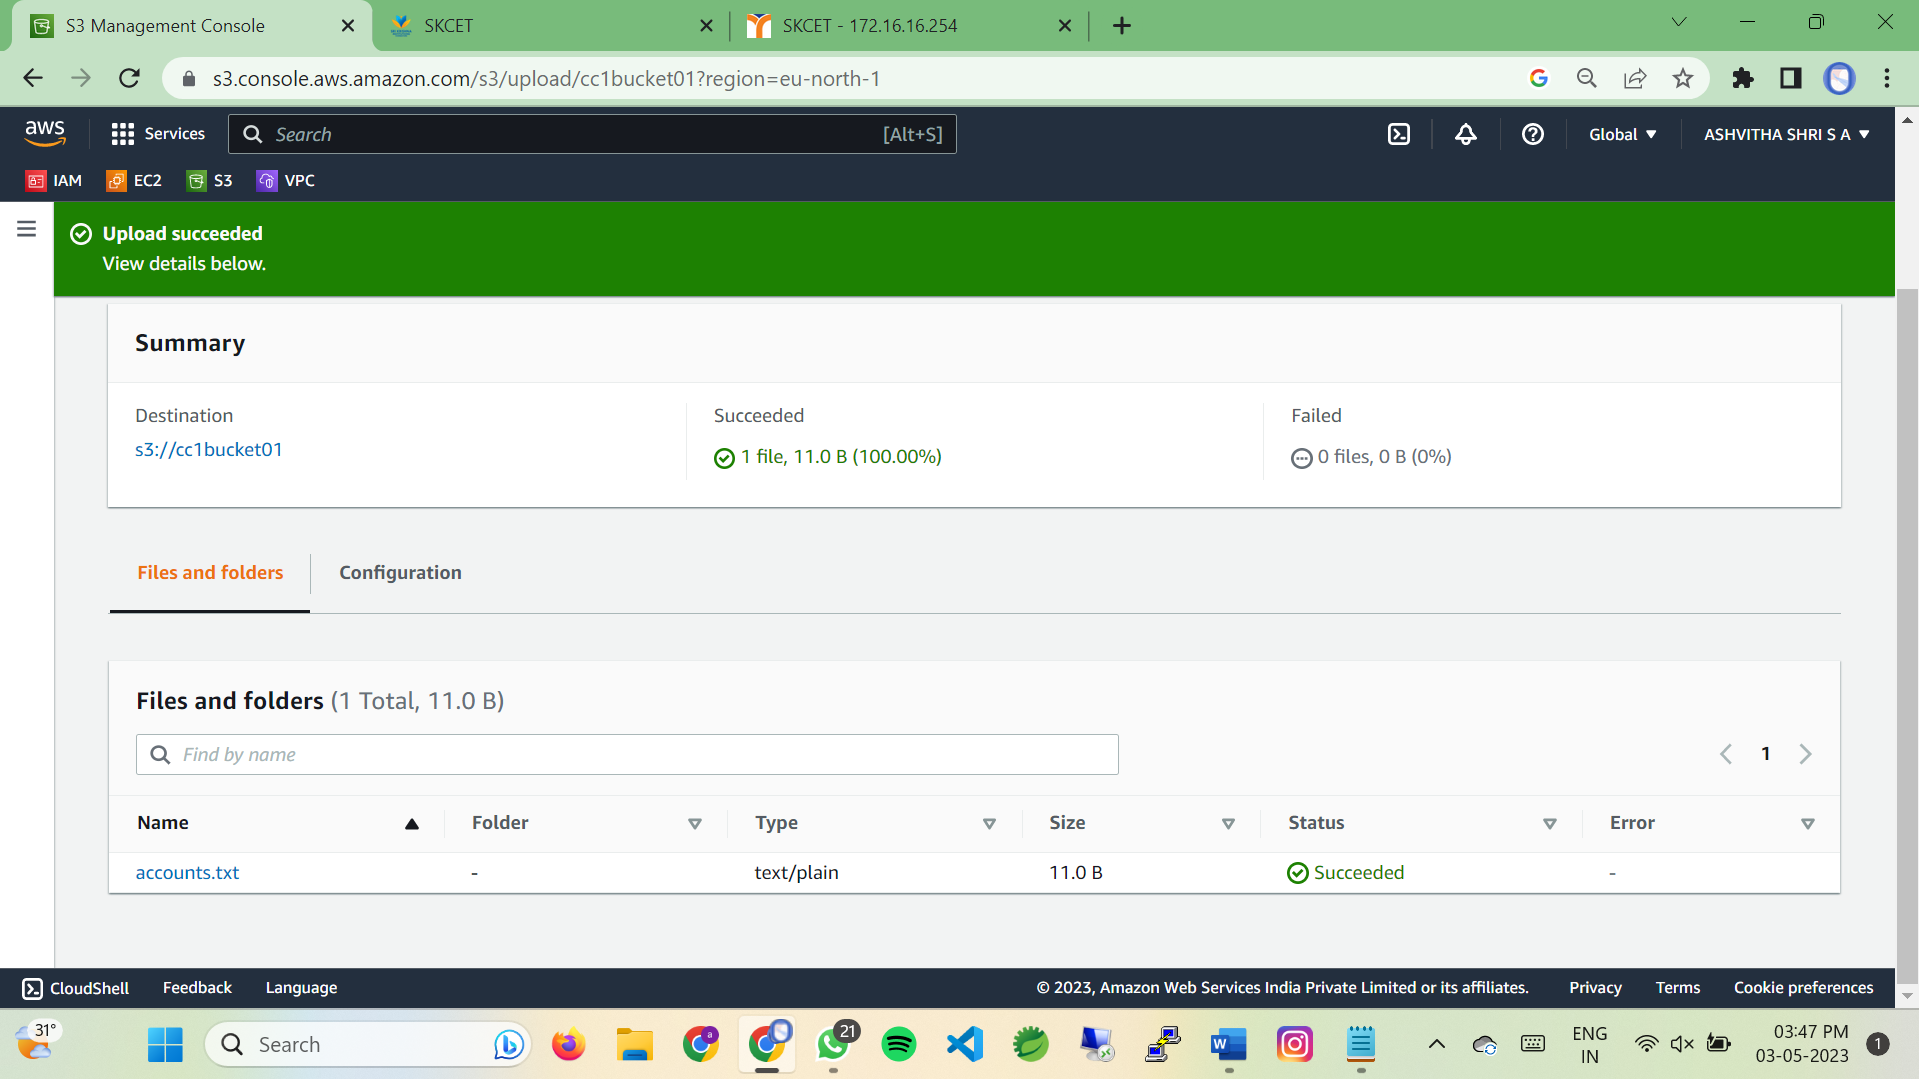 S3 Management Console
SKCET
SKCET - 172.16.16.254
s3.console.aws.amazon.com/s3/upload/cc1bucket01?region=eu-north-1
aws
Services
Search
[Alt+S]
Global
ASHVITHA SHRI S A
IAM
EC2
S3
VPC
Upload succeeded
View details below.
Summary
Destination
s3://cc1bucket01
Succeeded
1 file, 11.0 B (100.00%)
Failed
0 files, 0 B (0%)
Files and folders
Configuration
Files and folders (1 Total, 11.0 B)
Find by name
1
Name Folder Type Size Status Error
accounts.txt - text/plain 11.0 B Succeeded -
CloudShell Feedback Language
© 2023, Amazon Web Services India Private Limited or its affiliates. Privacy Terms Cookie preferences
31°
Search
a
21
W
ENG
IN
03:47 PM
03-05-2023
1